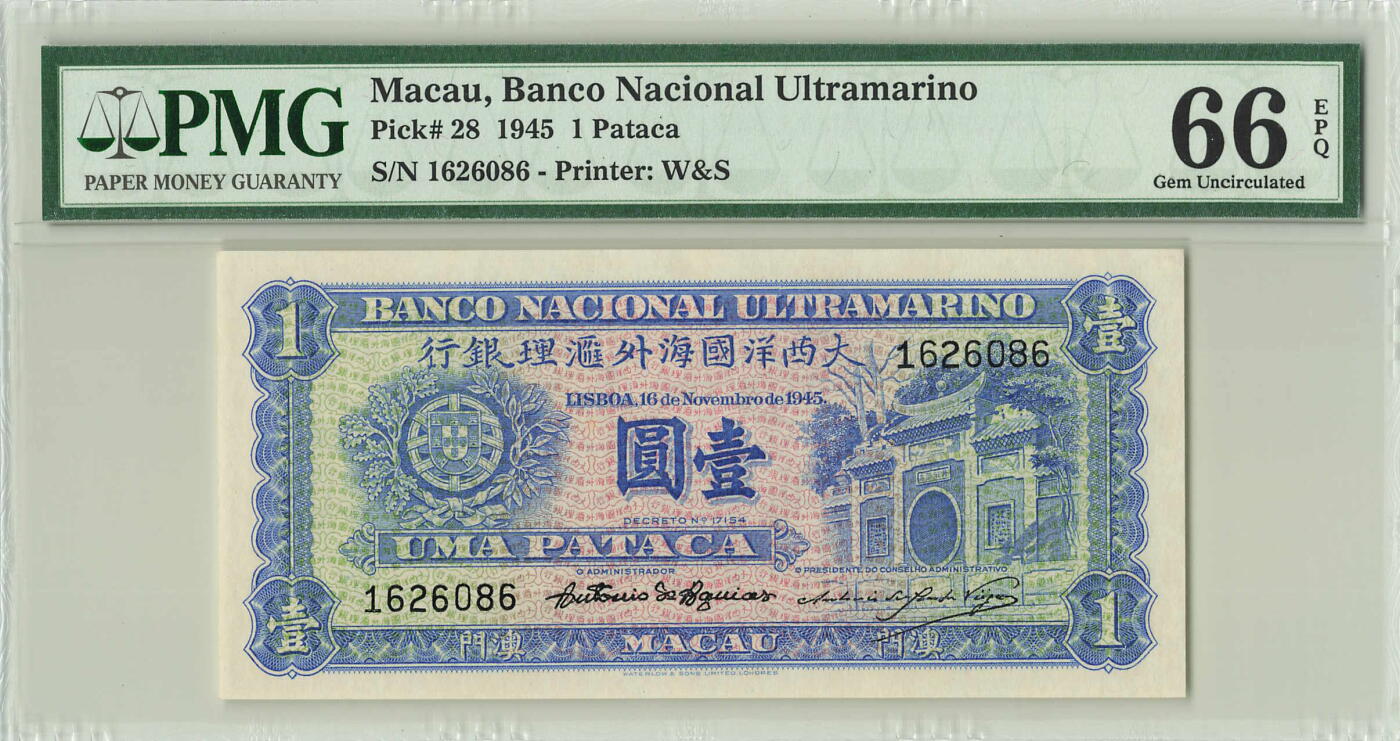 PMG
PAPER MONEY GUARANTY
Macau, Banco Nacional Ultramarino
Pick# 28 1945 1 Pataca
S/N 1626086 - Printer: W&S
66 EPQ
Gem Uncirculated
1 BANCO NACIONAL ULTRAMARINO 壹
行銀理滙外海國洋西大 1626086
LISBOA, 16 de Novembro de 1945.
圓壹
DECRETO Nº 17154
UMA PATACA
O ADMINISTRADOR O PRESIDENTE DO CONSELHO ADMINISTRATIVO
1626086
壹 門澳 MACAU 門澳 1
WATERLOW & SONS LIMITED, LONDRES